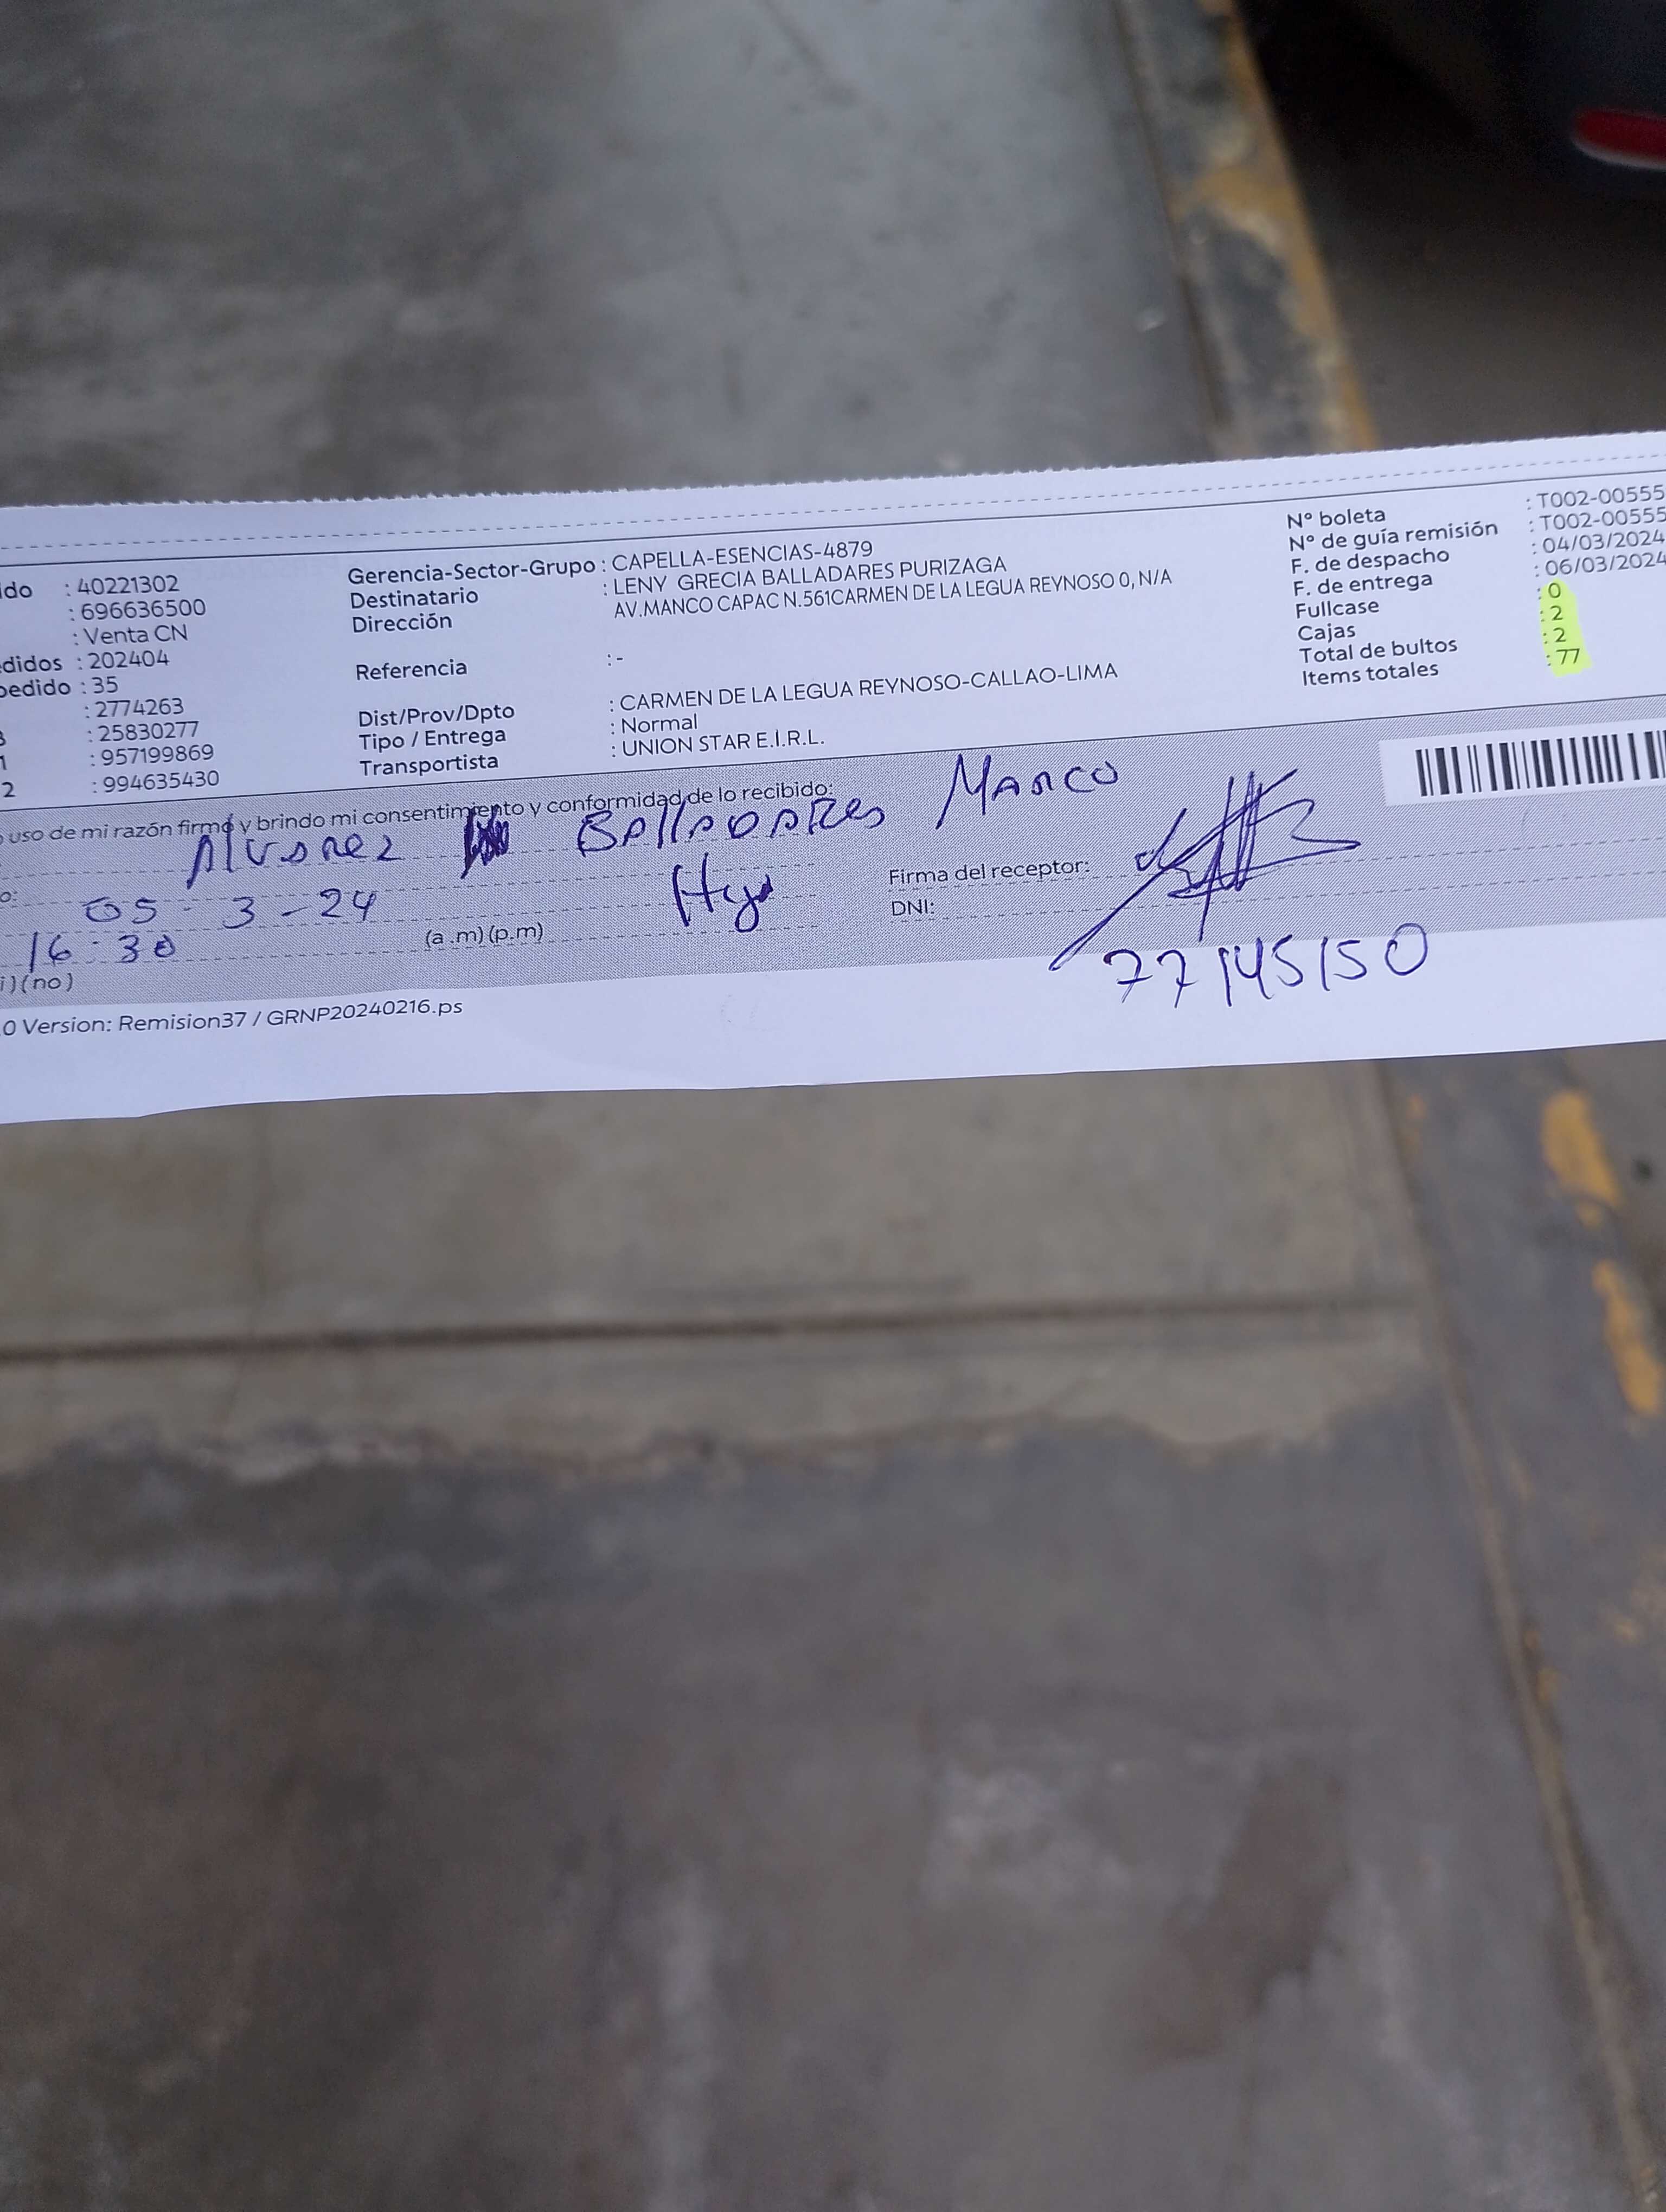 ido : 40221302
: 696636500
: Venta CN
didos : 202404
pedido : 35
: 2774263
3 : 25830277
1 : 957199869
2 : 994635430
Gerencia-Sector-Grupo : CAPELLA-ESENCIAS-4879
Destinatario : LENY GRECIA BALLADARES PURIZAGA
Dirección AV.MANCO CAPAC N.561CARMEN DE LA LEGUA REYNOSO 0, N/A
Referencia : -
Dist/Prov/Dpto : CARMEN DE LA LEGUA REYNOSO-CALLAO-LIMA
Tipo / Entrega : Normal
Transportista : UNION STAR E.I.R.L.
N° boleta : T002-00555
N° de guía remisión : T002-00555
F. de despacho : 04/03/2024
F. de entrega : 06/03/2024
Fullcase : 0
Cajas : 2
Total de bultos : 2
Items totales : 77
uso de mi razón firmo y brindo mi consentimiento y conformidad de lo recibido:
Alvarez Balladares Marco
o: 05 - 3 - 24
16:30 (a .m) (p.m)
Firma del receptor:
DNI:
77145150
i) (no)
0 Version: Remision37 / GRNP20240216.ps